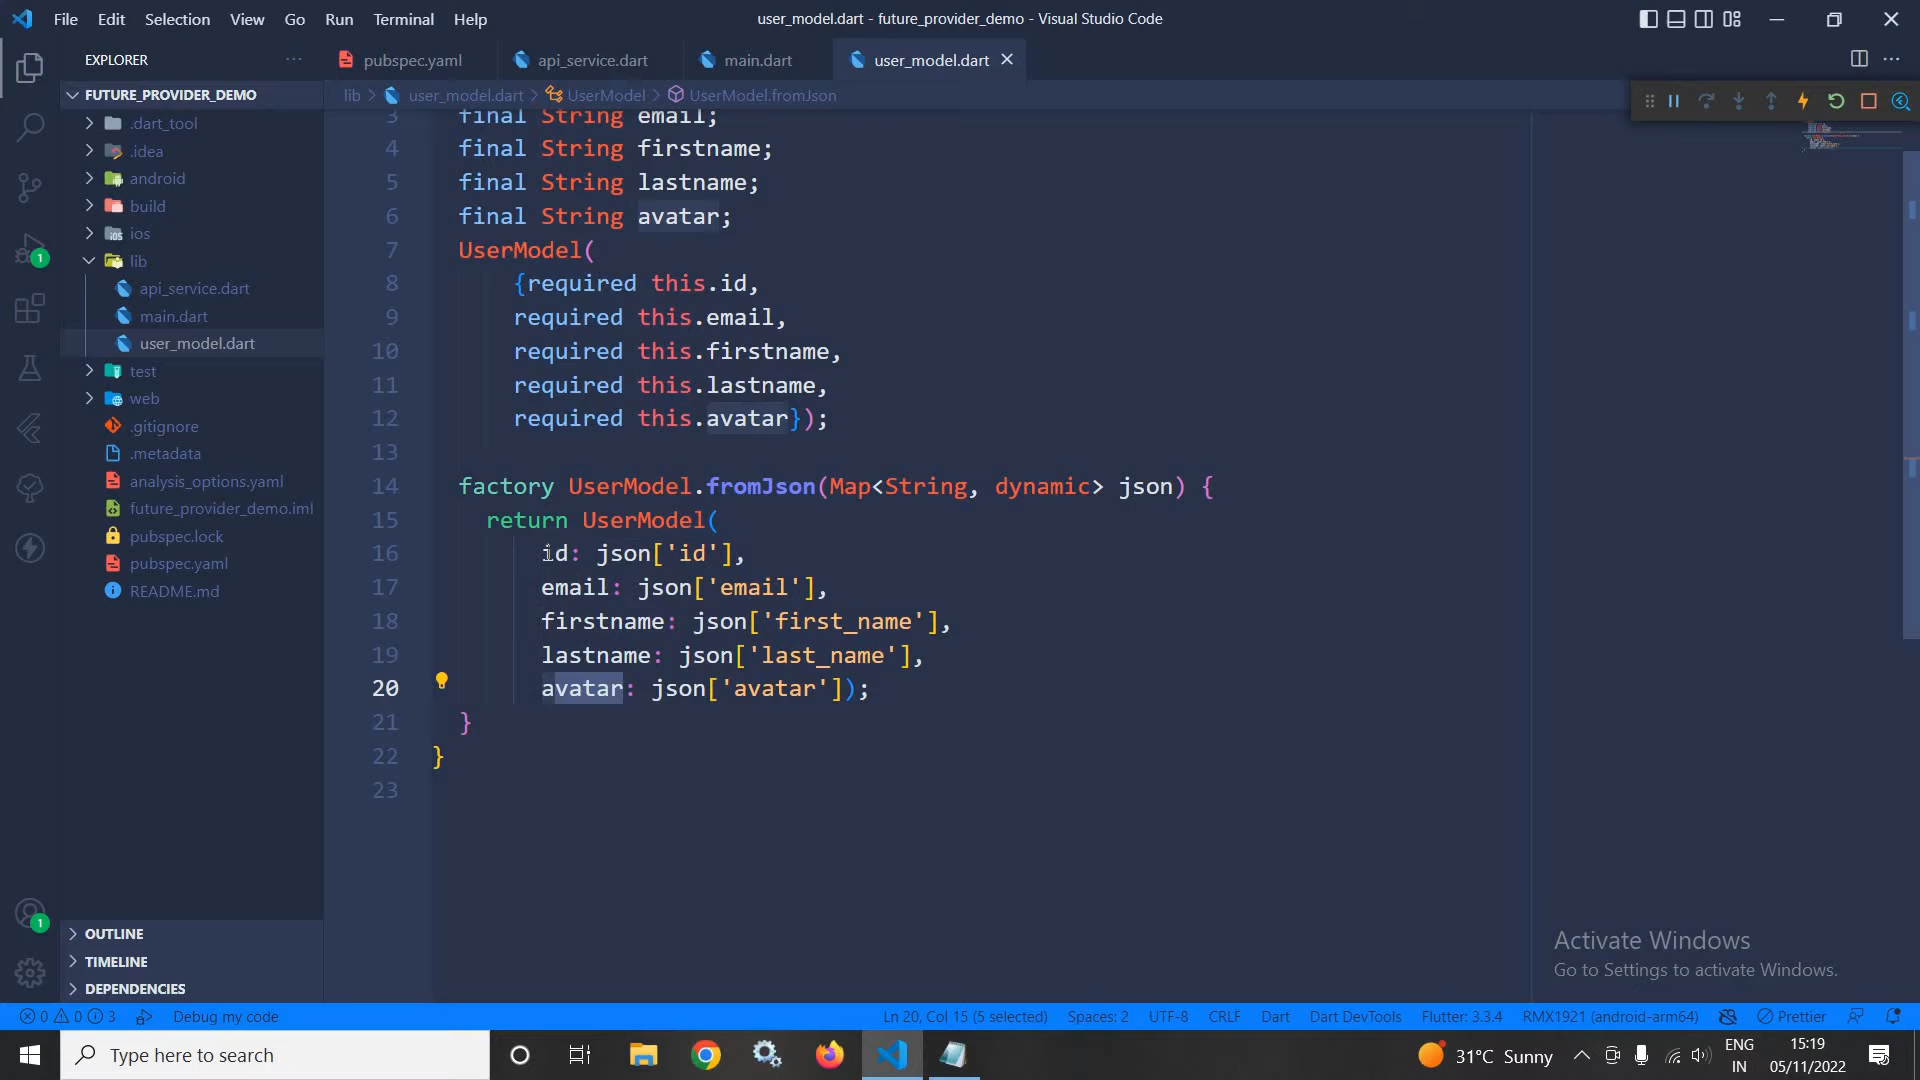 File Edit Selection View Go Run Terminal Help
user_model.dart - future_provider_demo - Visual Studio Code
EXPLORER
pubspec.yaml
api_service.dart
main.dart
user_model.dart
FUTURE_PROVIDER_DEMO
lib > user_model.dart > UserModel > UserModel.fromJson
.dart_tool
.idea
android
build
ios
lib
api_service.dart
main.dart
user_model.dart
test
web
.gitignore
.metadata
analysis_options.yaml
future_provider_demo.iml
pubspec.lock
pubspec.yaml
README.md
OUTLINE
TIMELINE
DEPENDENCIES
3 final String email;
4 final String firstname;
5 final String lastname;
6 final String avatar;
7 UserModel(
8 {required this.id,
9 required this.email,
10 required this.firstname,
11 required this.lastname,
12 required this.avatar});
13
14 factory UserModel.fromJson(Map<String, dynamic> json) {
15 return UserModel(
16 id: json['id'],
17 email: json['email'],
18 firstname: json['first_name'],
19 lastname: json['last_name'],
20 avatar: json['avatar']);
21 }
22 }
23
1
1
Activate Windows
Go to Settings to activate Windows.
0 0 3 Debug my code
Ln 20, Col 15 (5 selected) Spaces: 2 UTF-8 CRLF Dart Dart DevTools Flutter: 3.3.4 RMX1921 (android-arm64) Prettier
Type here to search
31°C Sunny
ENG
IN
15:19
05/11/2022